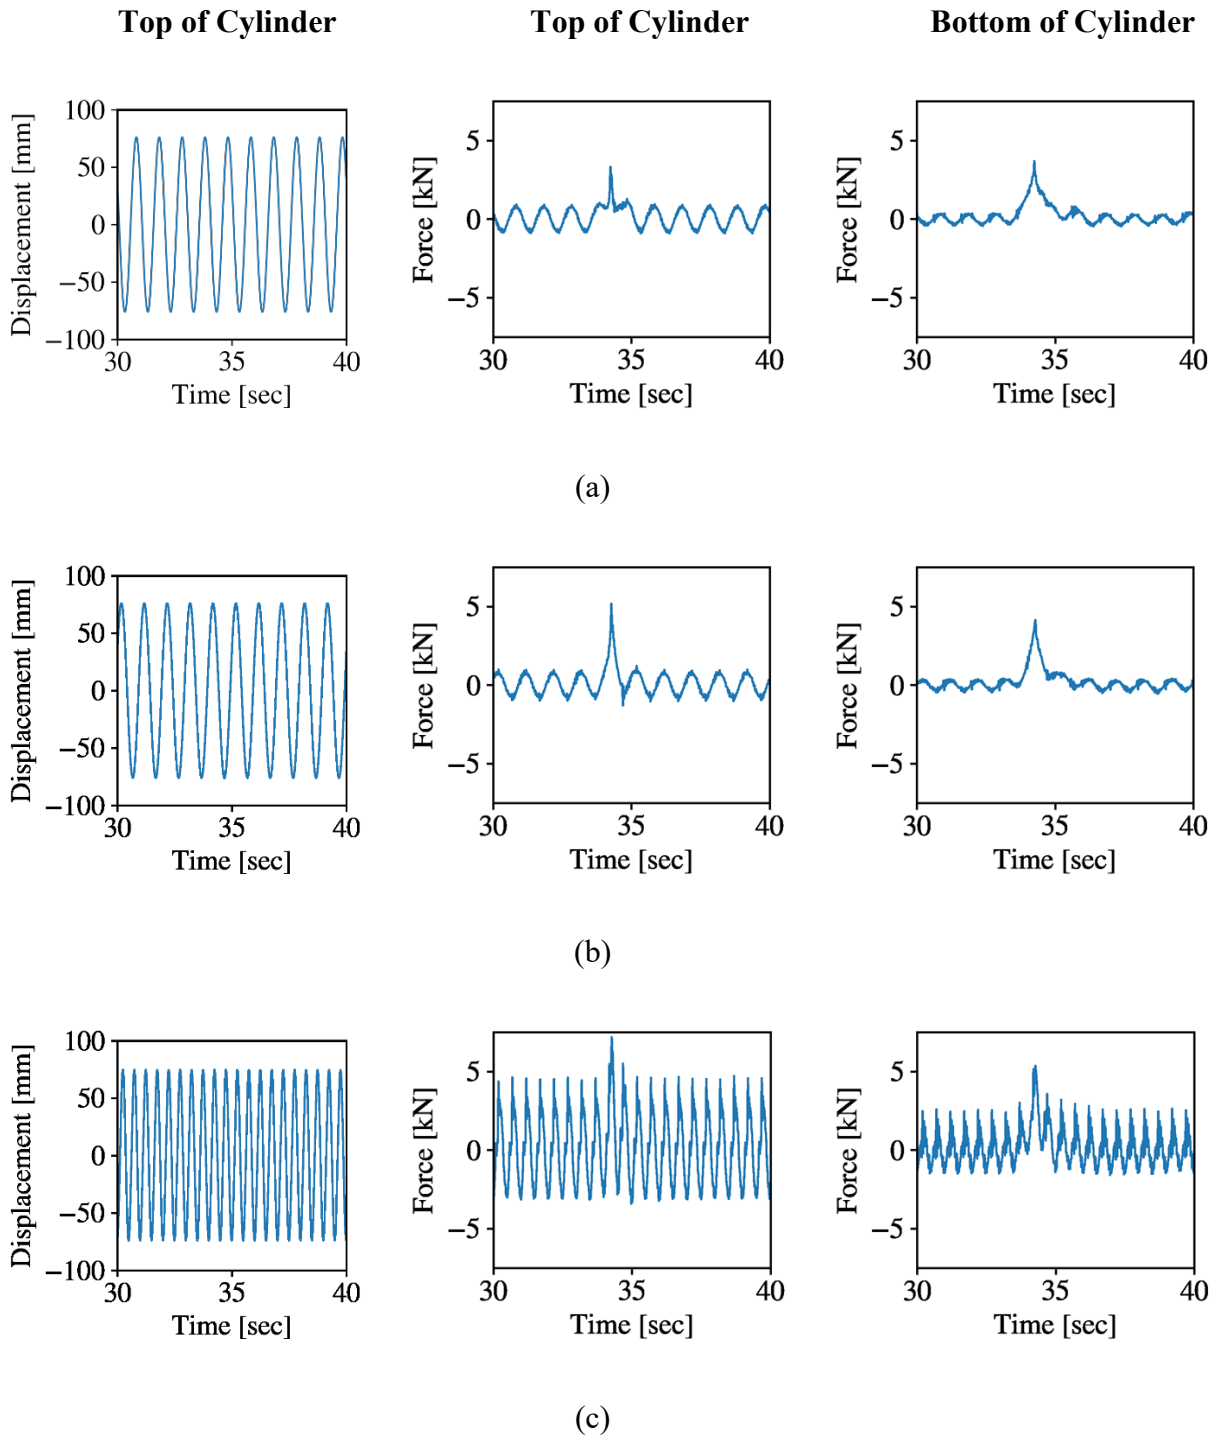 Top of Cylinder Top of Cylinder Bottom of Cylinder
Displacement [mm]
100
50
0
−50
−100
30 35 40
Time [sec]
Force [kN]
5
0
−5
30 35 40
Time [sec]
Force [kN]
5
0
−5
30 35 40
Time [sec]
(a)
Displacement [mm]
100
50
0
−50
−100
30 35 40
Time [sec]
Force [kN]
5
0
−5
30 35 40
Time [sec]
Force [kN]
5
0
−5
30 35 40
Time [sec]
(b)
Displacement [mm]
100
50
0
−50
−100
30 35 40
Time [sec]
Force [kN]
5
0
−5
30 35 40
Time [sec]
Force [kN]
5
0
−5
30 35 40
Time [sec]
(c)